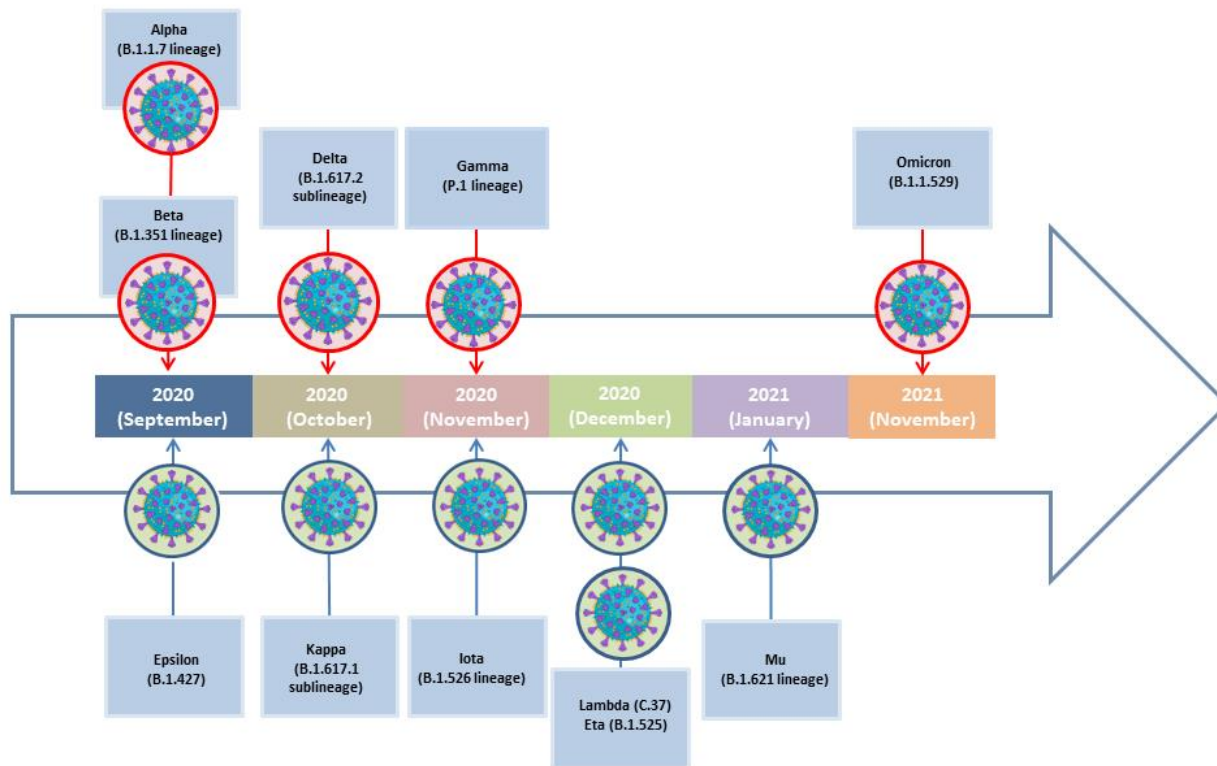 Alpha
(B.1.1.7 lineage)
Beta
(B.1.351 lineage)
Delta
(B.1.617.2
sublineage)
Gamma
(P.1 lineage)
Omicron
(B.1.1.529)
2020
(September)
2020
(October)
2020
(November)
2020
(December)
2021
(January)
2021
(November)
Epsilon
(B.1.427)
Kappa
(B.1.617.1
sublineage)
Iota
(B.1.526 lineage)
Lambda (C.37)
Eta (B.1.525)
Mu
(B.1.621 lineage)